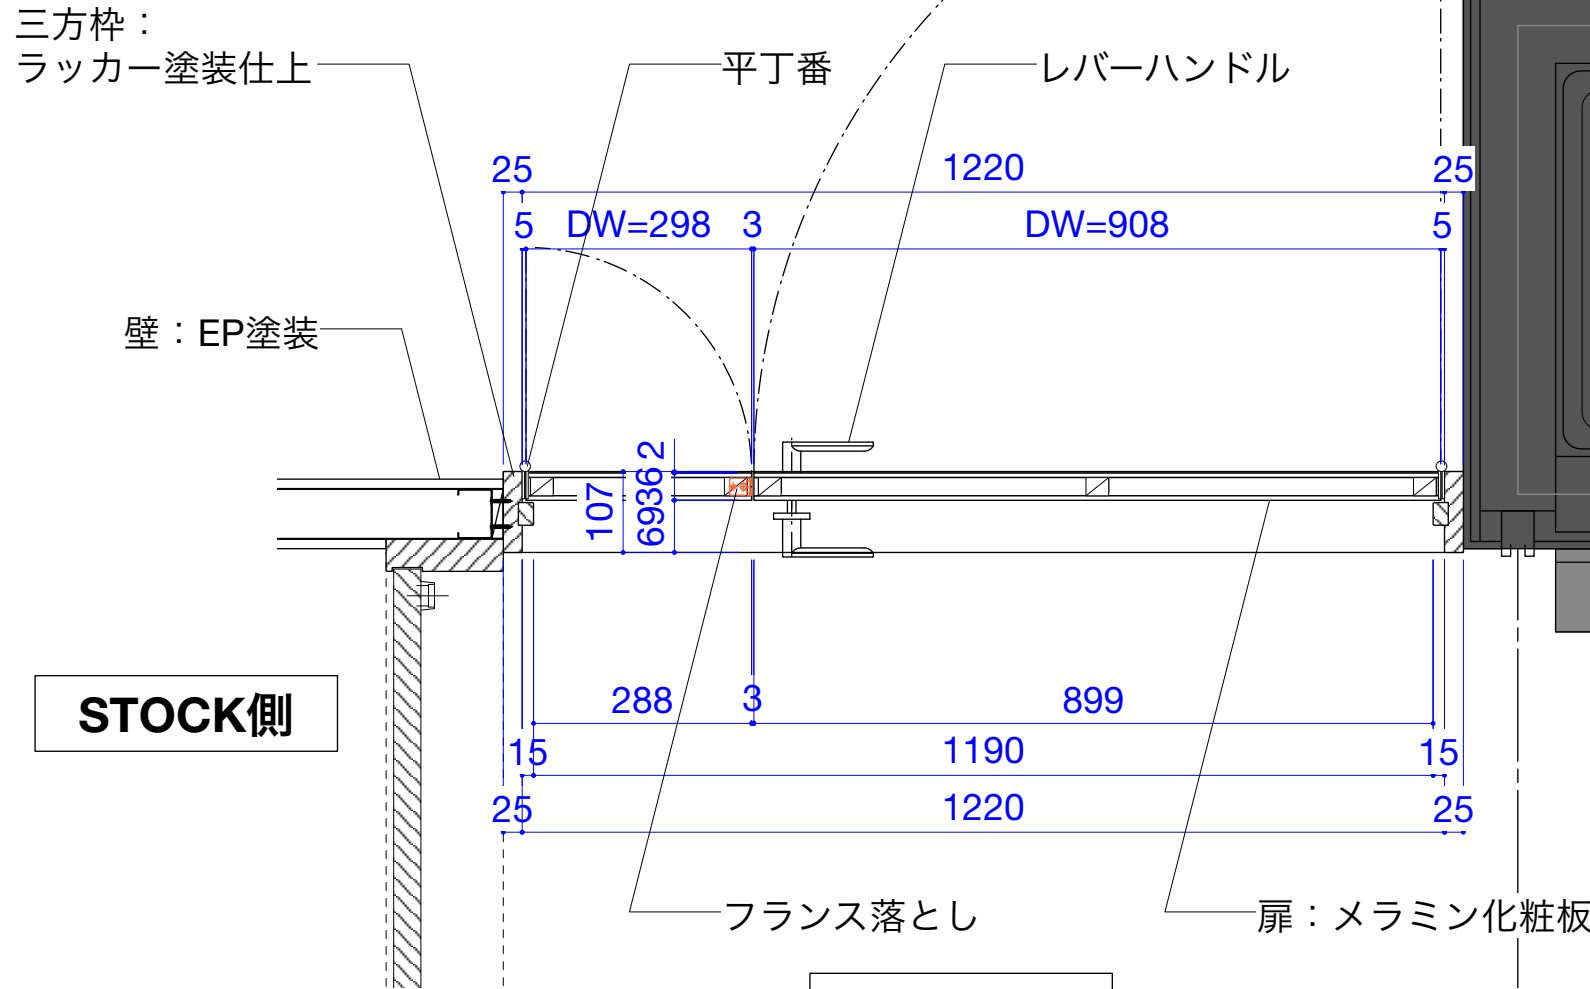 三方枠：
ラッカー塗装仕上
平丁番
レバーハンドル
25
1220
25
5
DW=298
3
DW=908
5
壁：EP塗装
2
36
69
107
STOCK側
288
3
899
15
1190
15
25
1220
25
フランス落とし
扉：メラミン化粧板